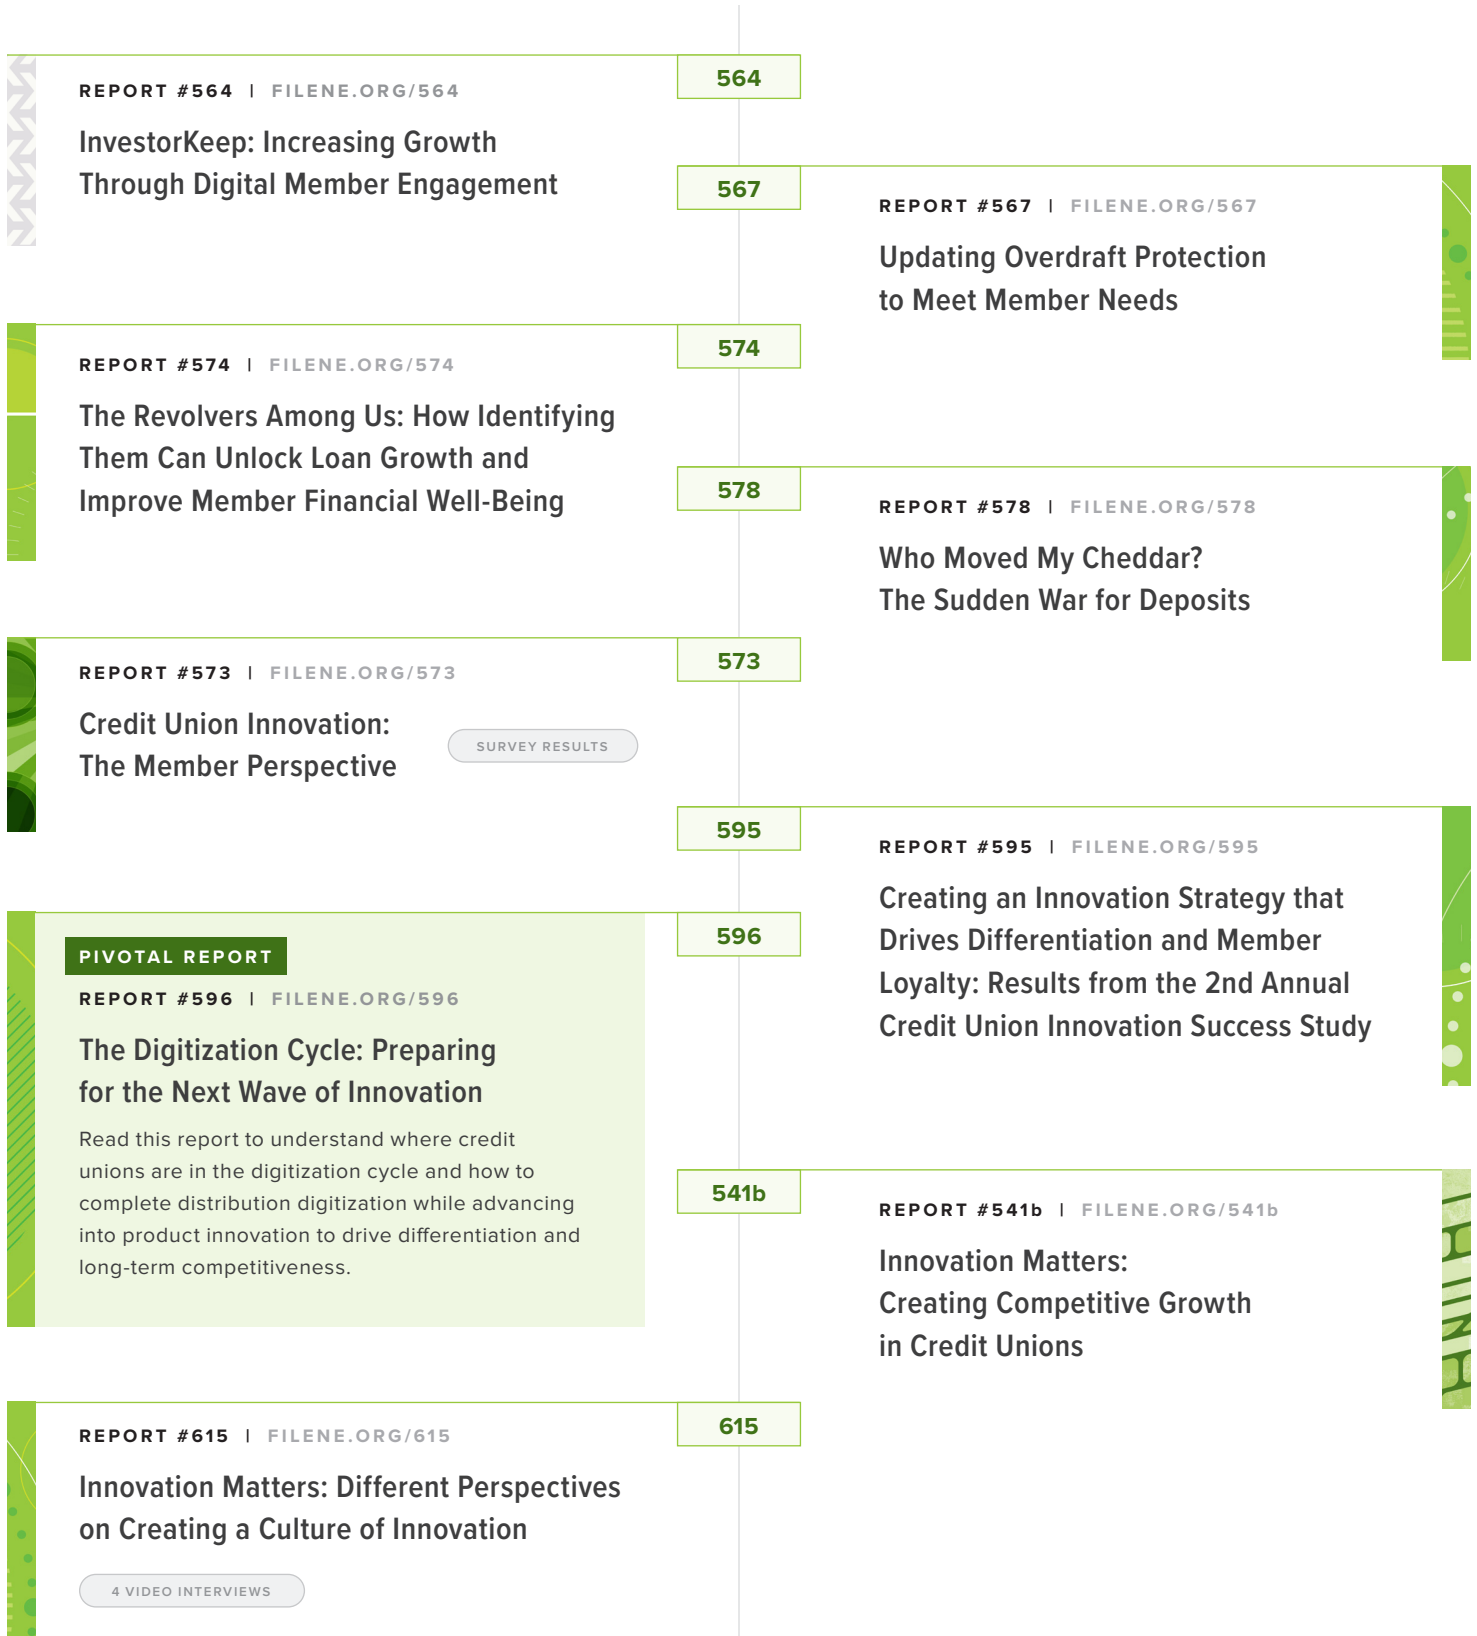 564
REPORT #564 | FILENE.ORG/564
InvestorKeep: Increasing Growth
Through Digital Member Engagement
567
REPORT #567 | FILENE.ORG/567
Updating Overdraft Protection
to Meet Member Needs
574
REPORT #574 | FILENE.ORG/574
The Revolvers Among Us: How Identifying
Them Can Unlock Loan Growth and
Improve Member Financial Well-Being
578
REPORT #578 | FILENE.ORG/578
Who Moved My Cheddar?
The Sudden War for Deposits
573
REPORT #573 | FILENE.ORG/573
Credit Union Innovation:
The Member Perspective
SURVEY RESULTS
595
REPORT #595 | FILENE.ORG/595
Creating an Innovation Strategy that
Drives Differentiation and Member
Loyalty: Results from the 2nd Annual
Credit Union Innovation Success Study
596
PIVOTAL REPORT
REPORT #596 | FILENE.ORG/596
The Digitization Cycle: Preparing
for the Next Wave of Innovation
Read this report to understand where credit
unions are in the digitization cycle and how to
complete distribution digitization while advancing
into product innovation to drive differentiation and
long-term competitiveness.
541b
REPORT #541b | FILENE.ORG/541b
Innovation Matters:
Creating Competitive Growth
in Credit Unions
615
REPORT #615 | FILENE.ORG/615
Innovation Matters: Different Perspectives
on Creating a Culture of Innovation
4 VIDEO INTERVIEWS